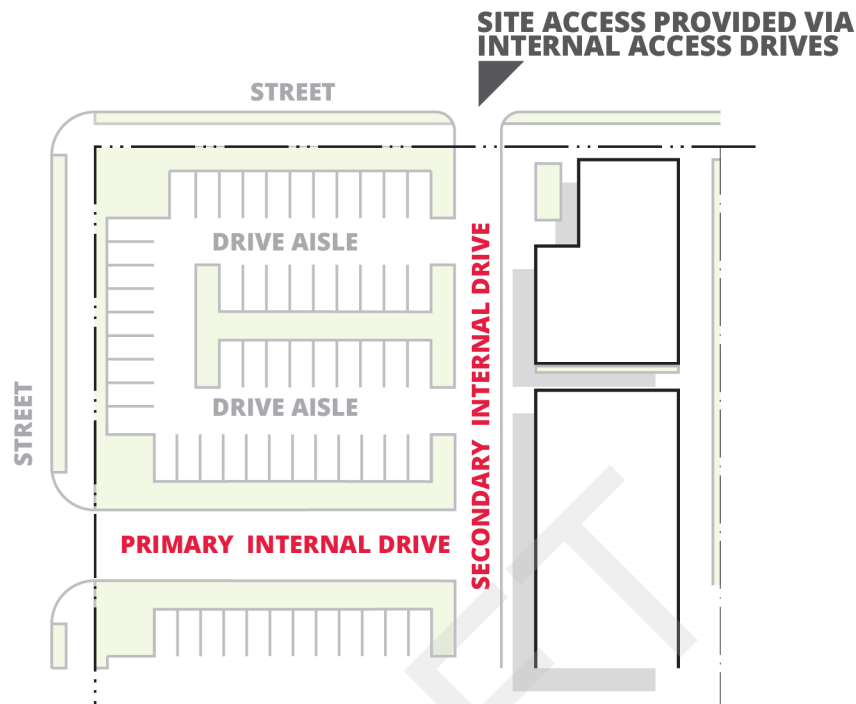 SITE ACCESS PROVIDED VIA
INTERNAL ACCESS DRIVES
STREET
DRIVE AISLE
SECONDARY INTERNAL DRIVE
STREET
DRIVE AISLE
PRIMARY INTERNAL DRIVE